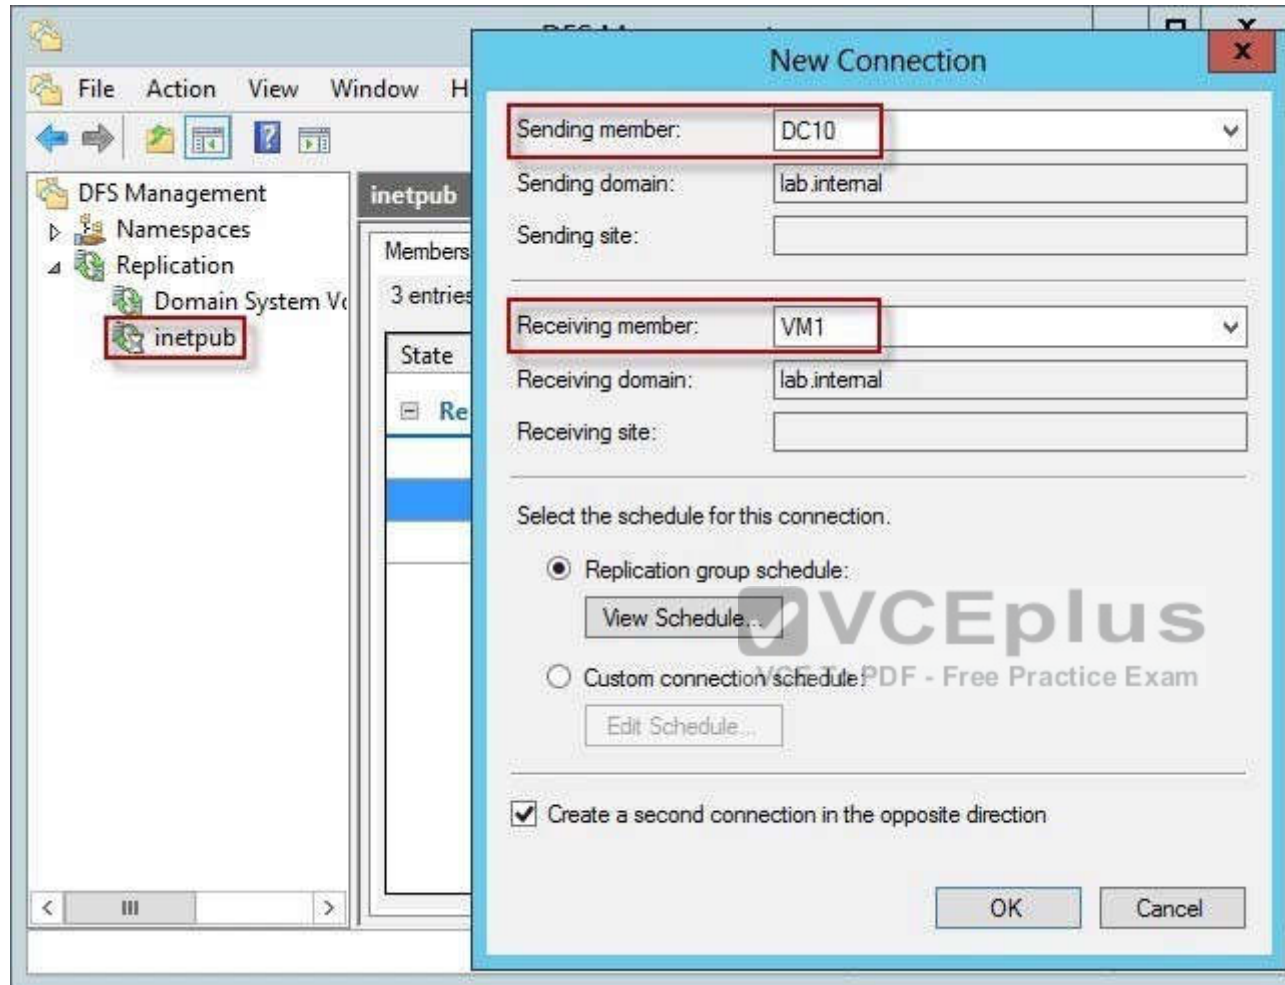 New Connection
File Action View Window H
Sending member: DC10
Sending domain: lab.internal
Sending site:
Receiving member: VM1
Receiving domain: lab.internal
Receiving site:
Select the schedule for this connection.
Replication group schedule:
View Schedule...
Custom connection schedule:
Edit Schedule...
Create a second connection in the opposite direction
OK Cancel
DFS Management
Namespaces
Replication
Domain System Vo
inetpub
inetpub
Members
3 entries
State
Re
VCEplus
VCE To PDF - Free Practice Exam